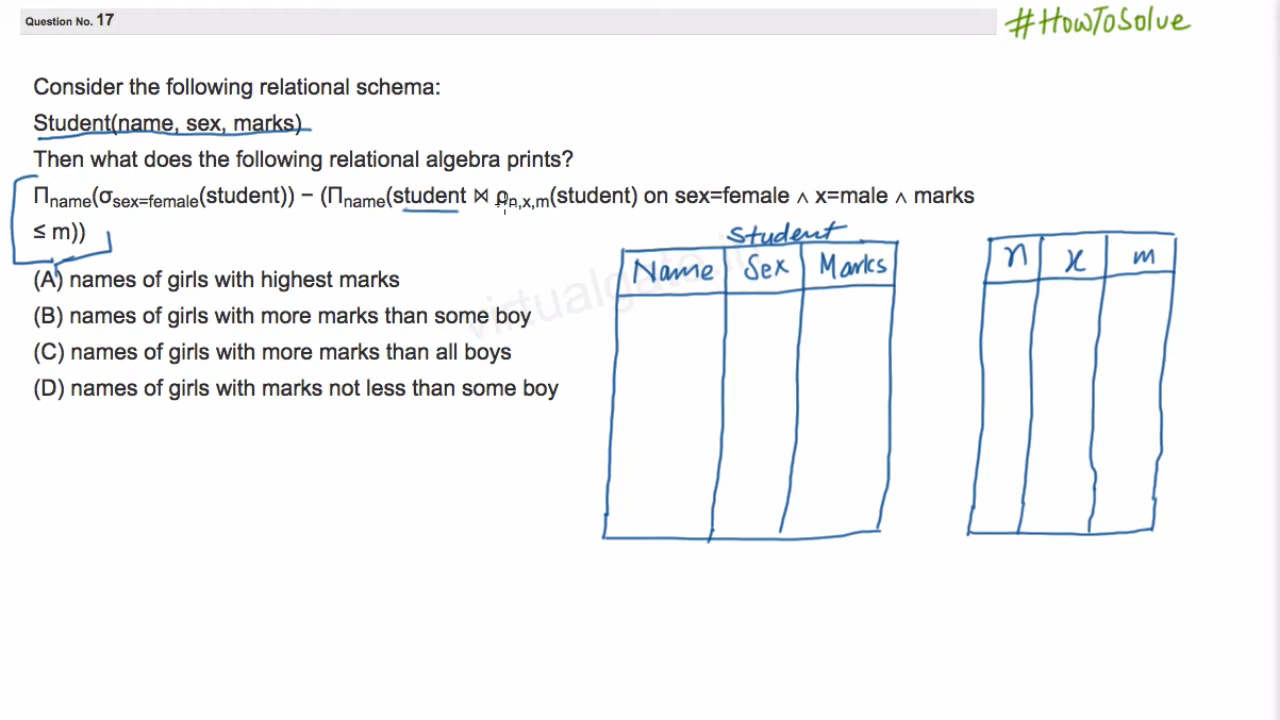 Question No. 17
#HowToSolve
Consider the following relational schema:
Student(name, sex, marks)
Then what does the following relational algebra prints?
Πname(σsex=female(student)) − (Πname(student ⋈ ρn,x,m(student) on sex=female ∧ x=male ∧ marks
≤ m))
(A) names of girls with highest marks
(B) names of girls with more marks than some boy
(C) names of girls with more marks than all boys
(D) names of girls with marks not less than some boy
Student
Name Sex Marks
n x m